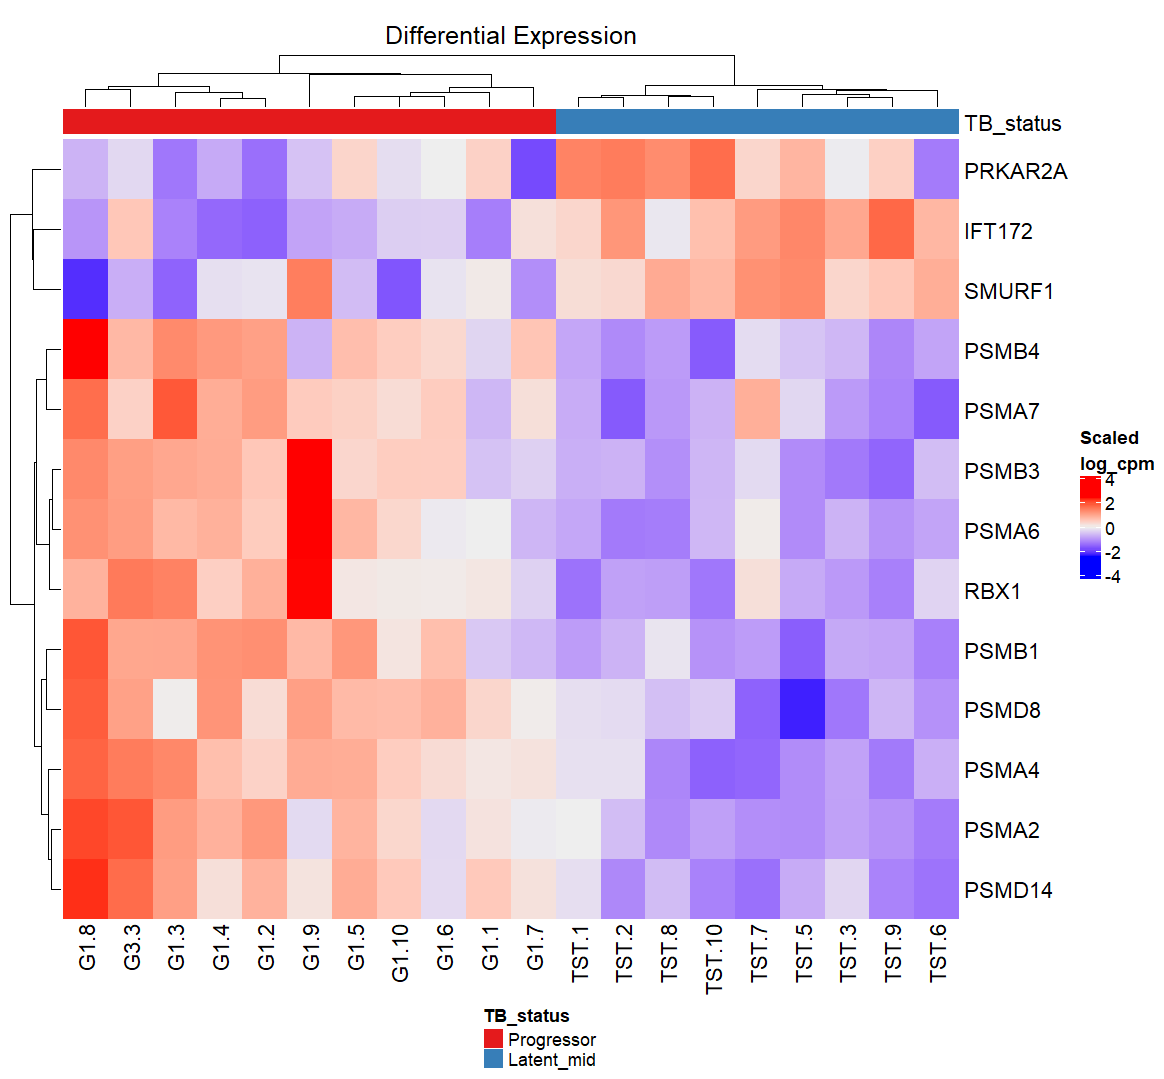 Differential Expression
TB_status
PRKAR2A
IFT172
SMURF1
PSMB4
PSMA7
PSMB3
PSMA6
RBX1
PSMB1
PSMD8
PSMA4
PSMA2
PSMD14
Scaled
log_cpm
4
2
0
-2
-4
G1.8 G3.3 G1.3 G1.4 G1.2 G1.9 G1.5 G1.10 G1.6 G1.1 G1.7 TST.1 TST.2 TST.8 TST.10 TST.7 TST.5 TST.3 TST.9 TST.6
TB_status
Progressor
Latent_mid